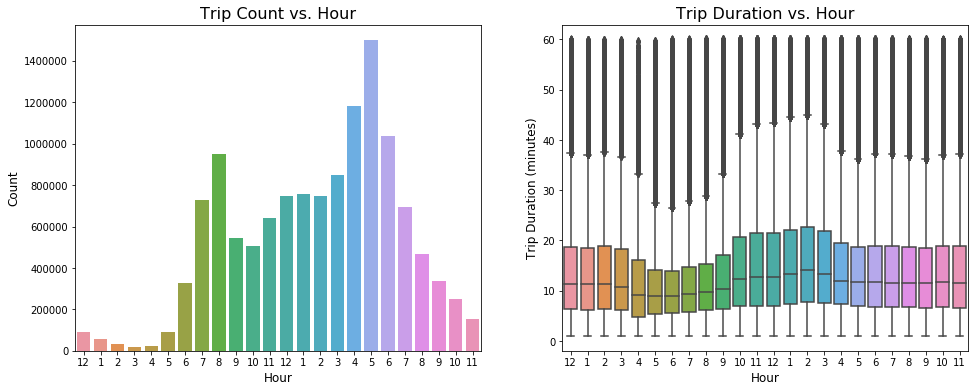 Trip Count vs. Hour
Count
1400000
1200000
1000000
800000
600000
400000
200000
0
12 1 2 3 4 5 6 7 8 9 10 11 12 1 2 3 4 5 6 7 8 9 10 11
Hour
Trip Duration vs. Hour
Trip Duration (minutes)
60
50
40
30
20
10
0
12 1 2 3 4 5 6 7 8 9 10 11 12 1 2 3 4 5 6 7 8 9 10 11
Hour